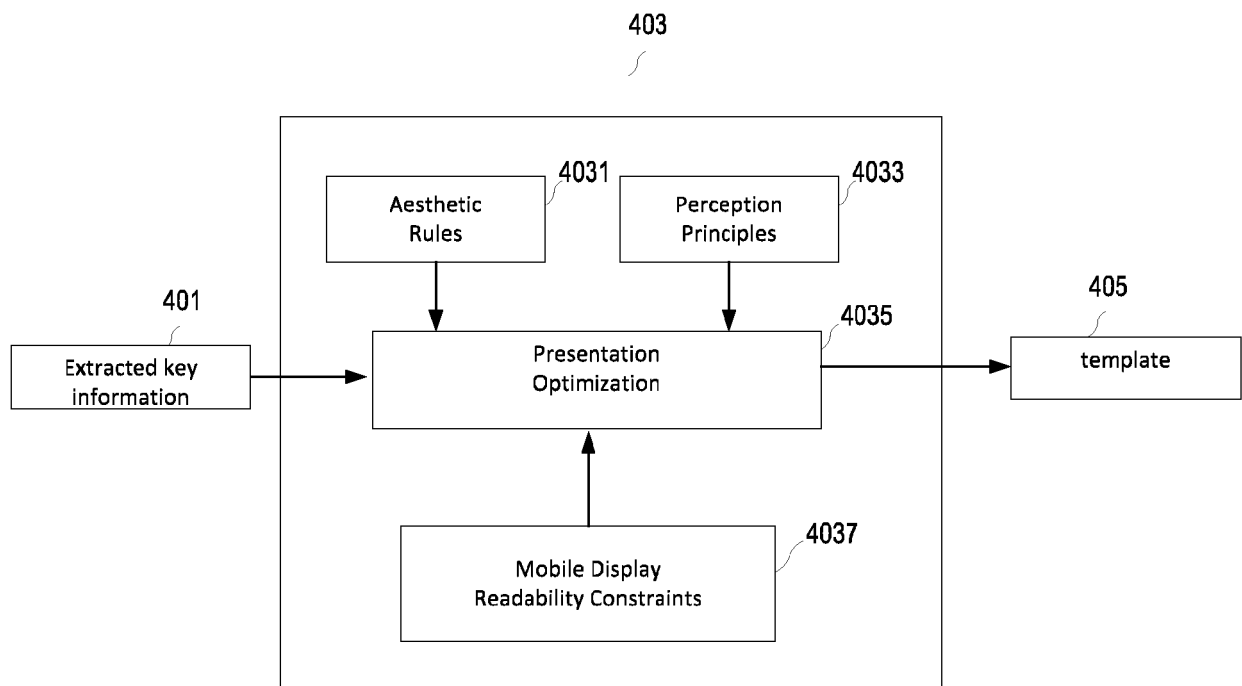 403
4031
4033
Aesthetic
Rules
Perception
Principles
401
4035
405
Extracted key
information
Presentation
Optimization
template
4037
Mobile Display
Readability Constraints